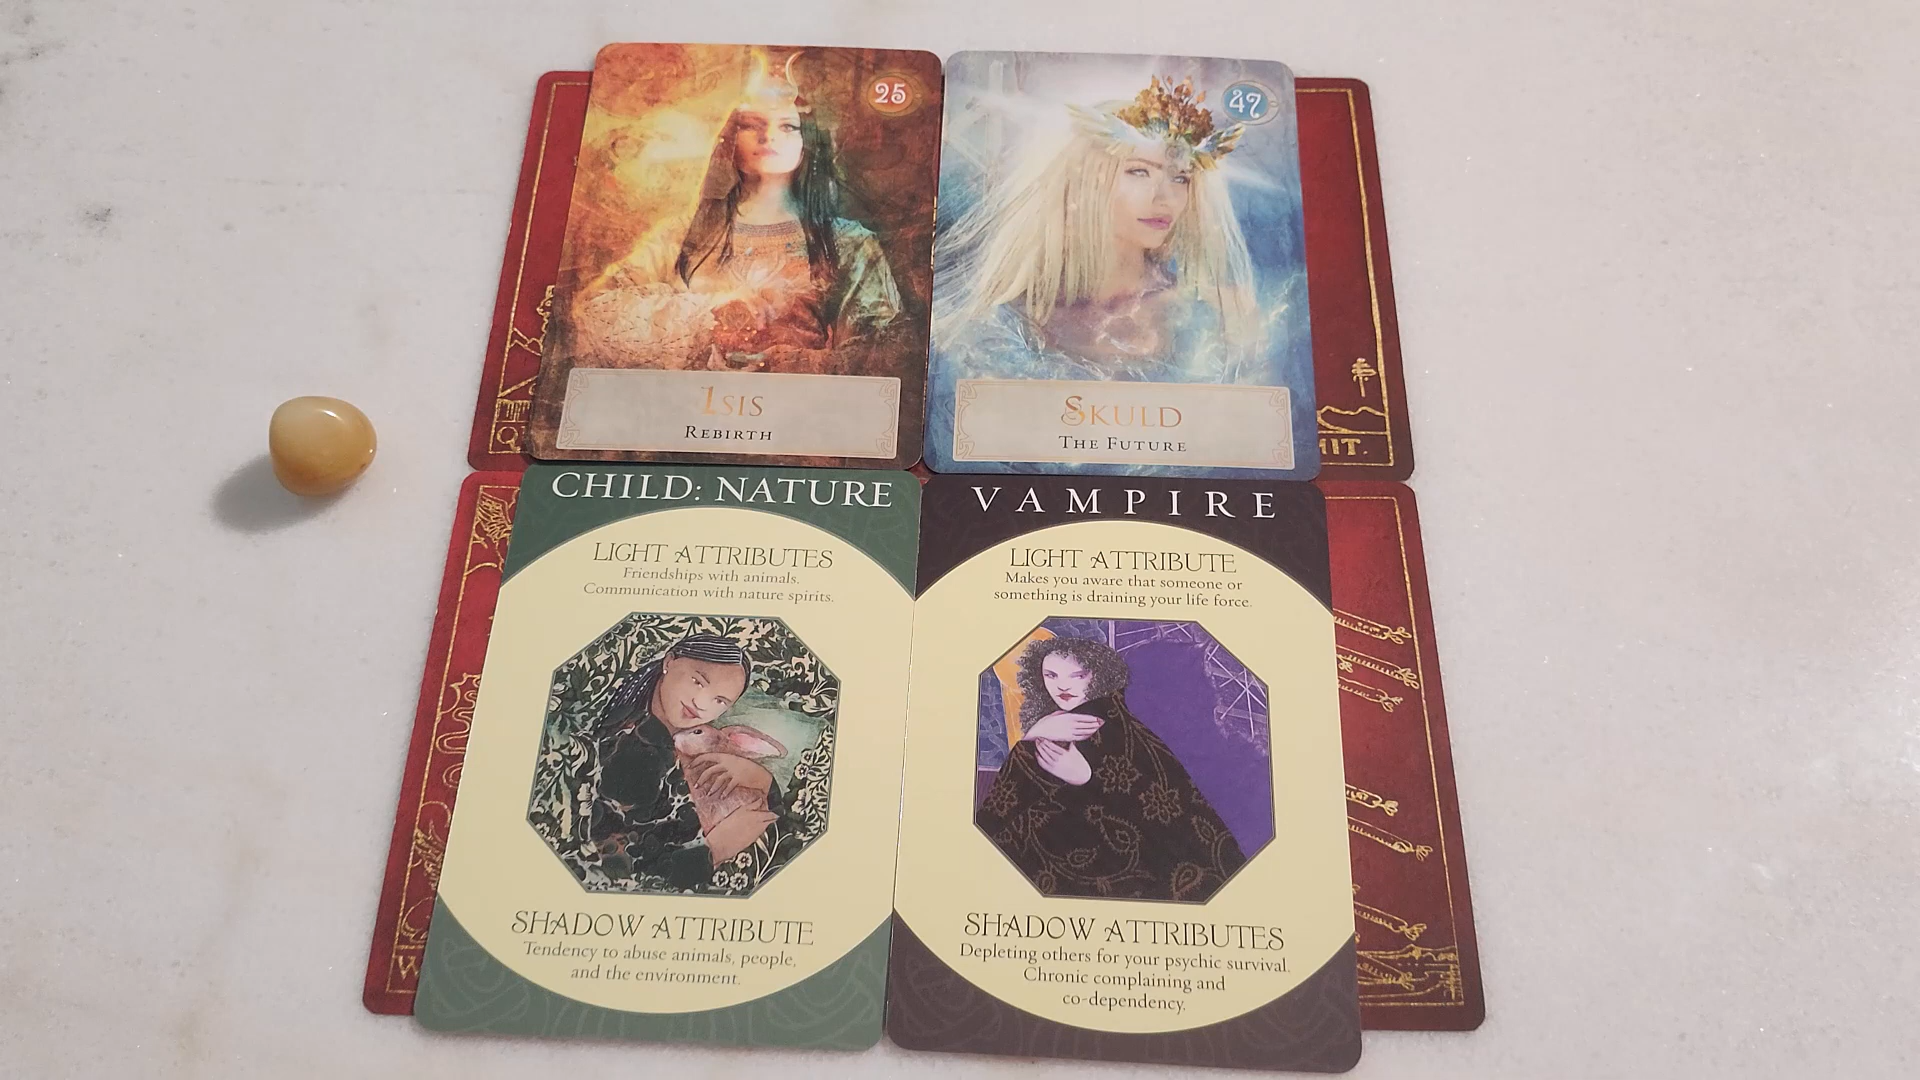 25
47
ISIS
REBIRTH
SKULD
THE FUTURE
CHILD: NATURE
LIGHT ATTRIBUTES
Friendships with animals.
Communication with nature spirits.
SHADOW ATTRIBUTE
Tendency to abuse animals, people,
and the environment.
VAMPIRE
LIGHT ATTRIBUTE
Makes you aware that someone or
something is draining your life force.
SHADOW ATTRIBUTES
Depleting others for your psychic survival.
Chronic complaining and
co-dependency.